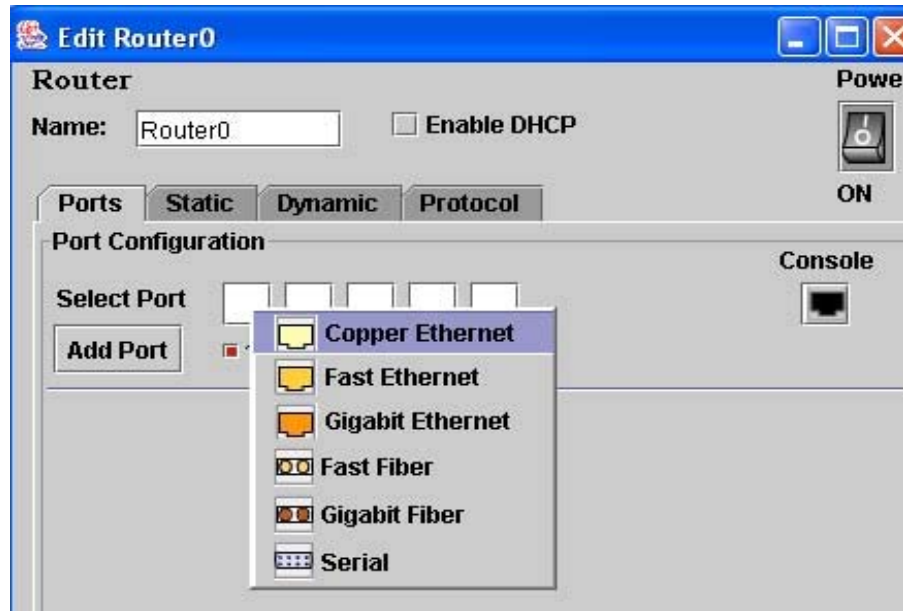 Edit Router0
Router
Powe
Name: Router0 Enable DHCP
ON
Ports Static Dynamic Protocol
Port Configuration
Console
Select Port
Add Port
Copper Ethernet
Fast Ethernet
Gigabit Ethernet
Fast Fiber
Gigabit Fiber
Serial